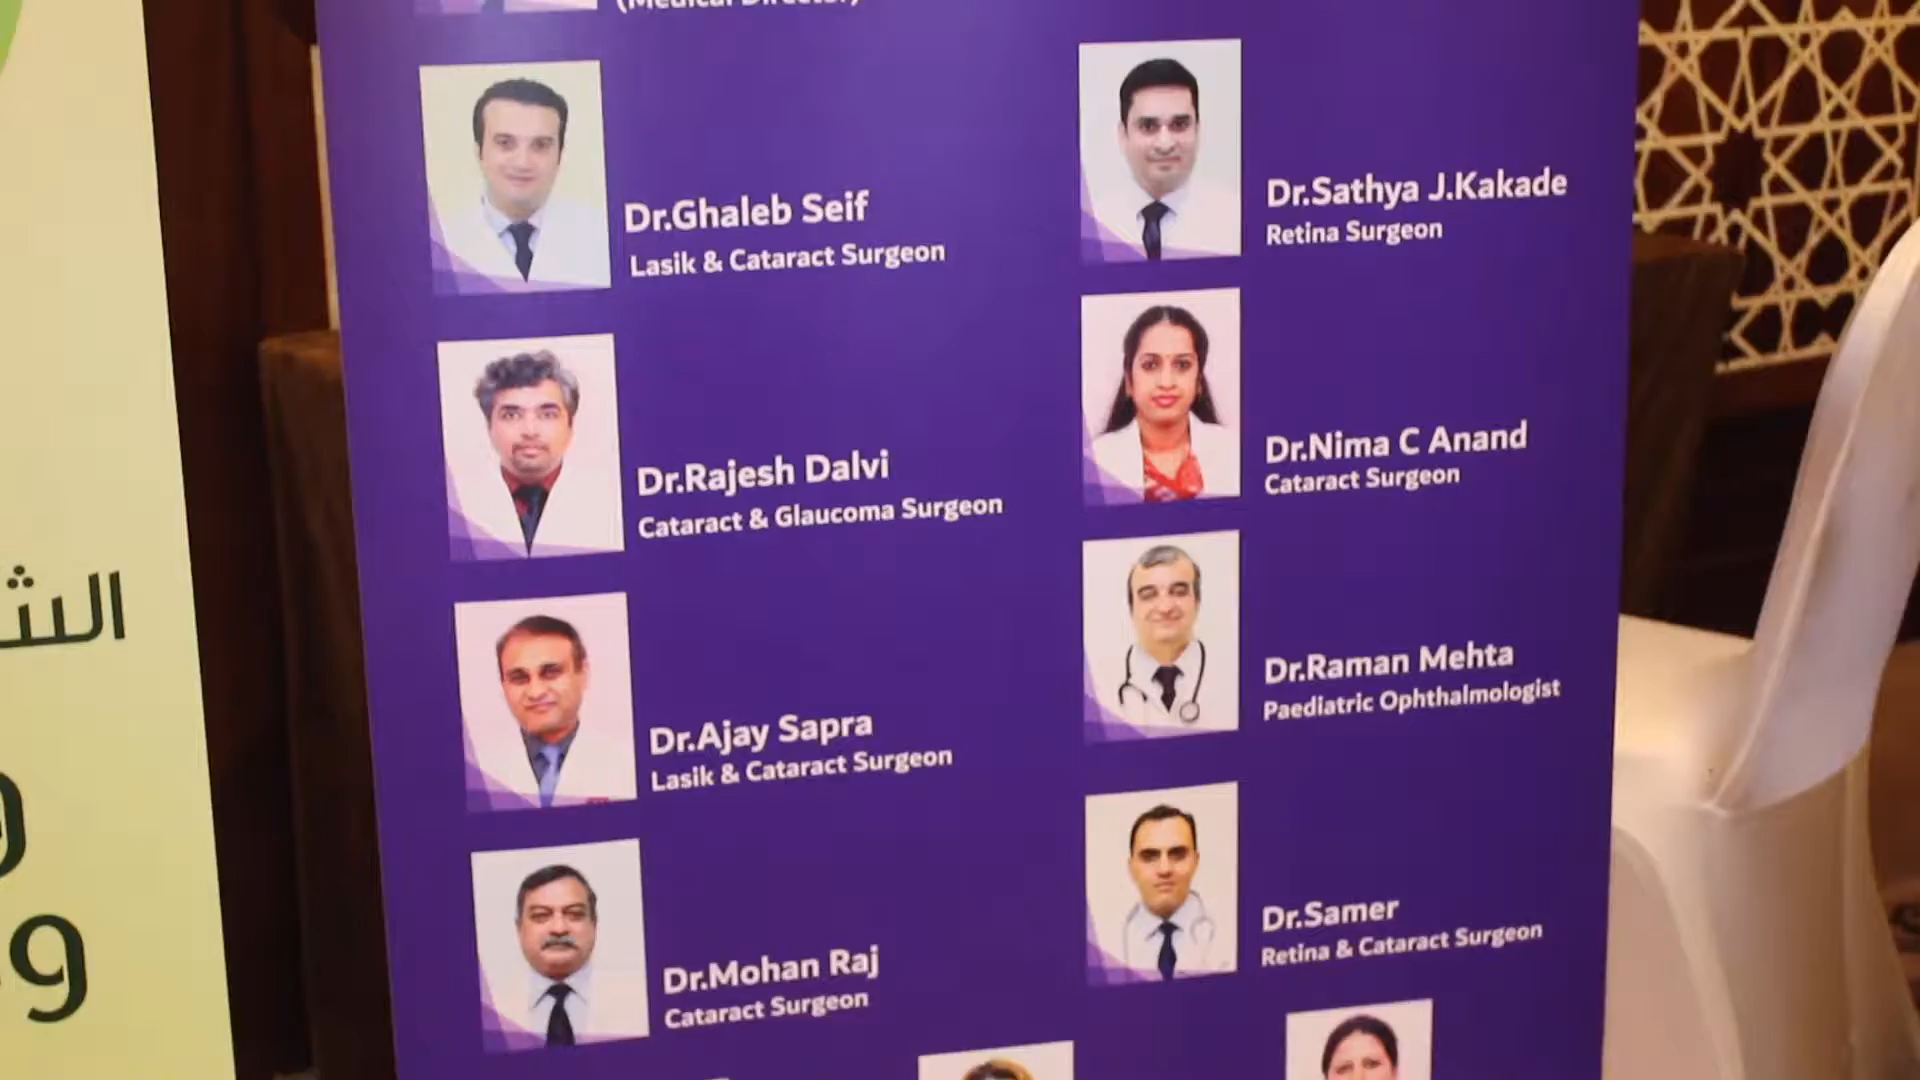 (Medical Director)
Dr.Ghaleb Seif
Lasik & Cataract Surgeon
Dr.Sathya J.Kakade
Retina Surgeon
Dr.Rajesh Dalvi
Cataract & Glaucoma Surgeon
Dr.Nima C Anand
Cataract Surgeon
Dr.Ajay Sapra
Lasik & Cataract Surgeon
Dr.Raman Mehta
Paediatric Ophthalmologist
Dr.Mohan Raj
Cataract Surgeon
Dr.Samer
Retina & Cataract Surgeon